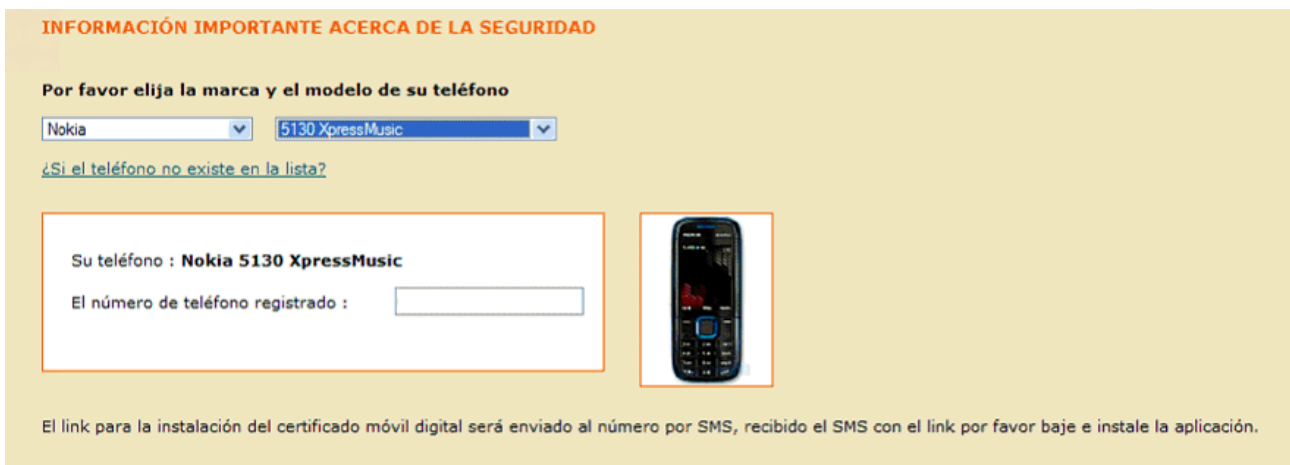 INFORMACIÓN IMPORTANTE ACERCA DE LA SEGURIDAD
Por favor elija la marca y el modelo de su teléfono
Nokia 5130 XpressMusic
¿Si el teléfono no existe en la lista?
Su teléfono : Nokia 5130 XpressMusic
El número de teléfono registrado :
El link para la instalación del certificado móvil digital será enviado al número por SMS, recibido el SMS con el link por favor baje e instale la aplicación.